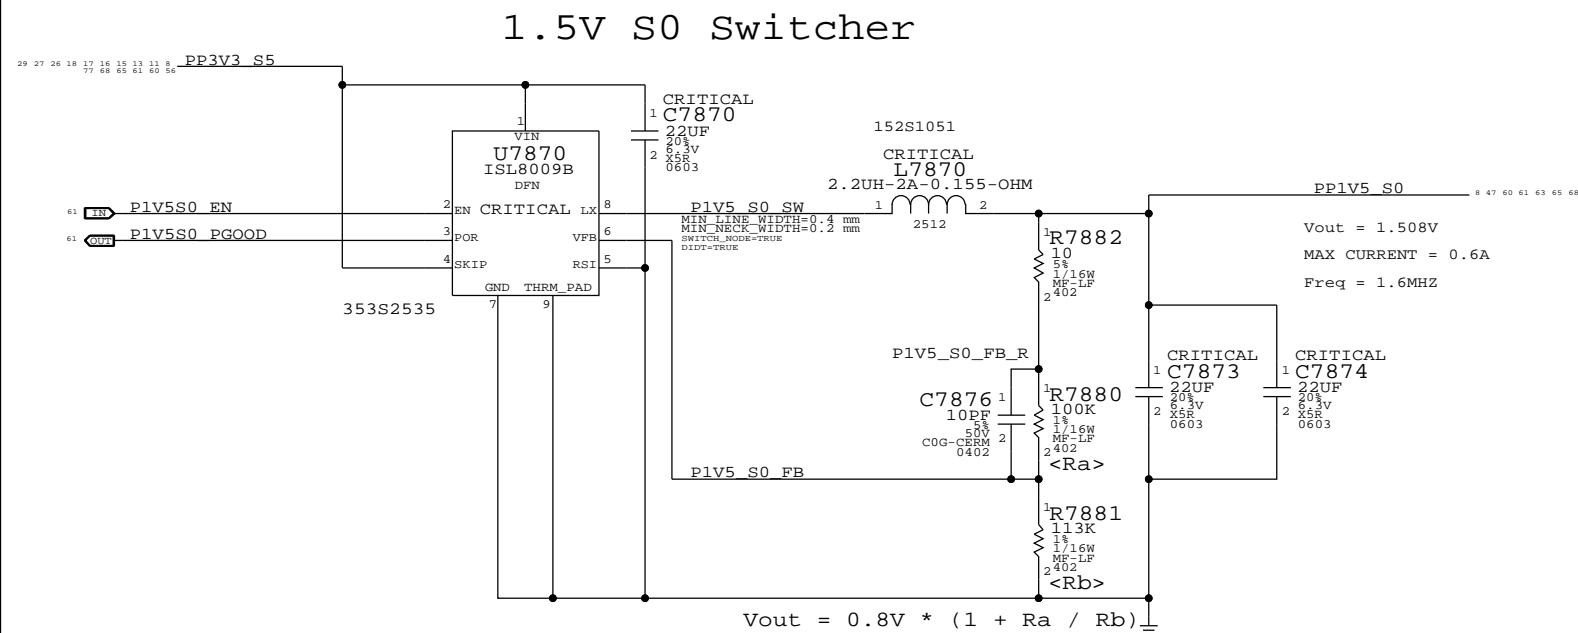 1.5V S0 Switcher
29 27 26 18 17 16 15 13 11 8
77 68 65 61 60 56
PP3V3_S5
CRITICAL
1 C7870
22UF
20%
6.3V
2 X5R
0603
1
VIN
U7870
ISL8009B
DFN
61 IN P1V5S0_EN
2 EN CRITICAL LX 8
61 OUT P1V5S0_PGOOD
3 POR VFB 6
4 SKIP RSI 5
GND THRM_PAD
7 9
353S2535
P1V5_S0_SW
MIN_LINE_WIDTH=0.4 mm
MIN_NECK_WIDTH=0.2 mm
SWITCH_NODE=TRUE
DIDT=TRUE
152S1051
CRITICAL
L7870
2.2UH-2A-0.155-OHM
1 2
2512
PP1V5_S0
8 47 60 61 63 65 68
Vout = 1.508V
MAX CURRENT = 0.6A
Freq = 1.6MHZ
1 R7882
10
5%
1/16W
MF-LF
2 402
P1V5_S0_FB_R
C7876 1
10PF
5%
50V
C0G-CERM 2
0402
1 R7880
100K
1%
1/16W
MF-LF
2 402
<Ra>
CRITICAL
1 C7873
22UF
20%
6.3V
2 X5R
0603
CRITICAL
1 C7874
22UF
20%
6.3V
2 X5R
0603
P1V5_S0_FB
1 R7881
113K
1%
1/16W
MF-LF
2 402
<Rb>
Vout = 0.8V * (1 + Ra / Rb)